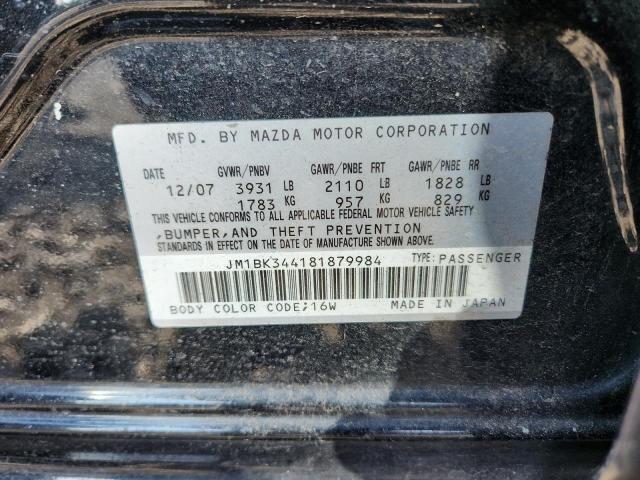 MFD. BY MAZDA MOTOR CORPORATION
DATE GVWR/PNBV GAWR/PNBE FRT GAWR/PNBE RR
12/07 3931 LB 2110 LB 1828 LB
1783 KG 957 KG 829 KG
THIS VEHICLE CONFORMS TO ALL APPLICABLE FEDERAL MOTOR VEHICLE SAFETY
,BUMPER,AND THEFT PREVENTION
STANDARDS IN EFFECT ON THE DATE OF MANUFACTURE SHOWN ABOVE.
JM1BK344181879984 TYPE:PASSENGER
BODY COLOR CODE;16W MADE IN JAPAN